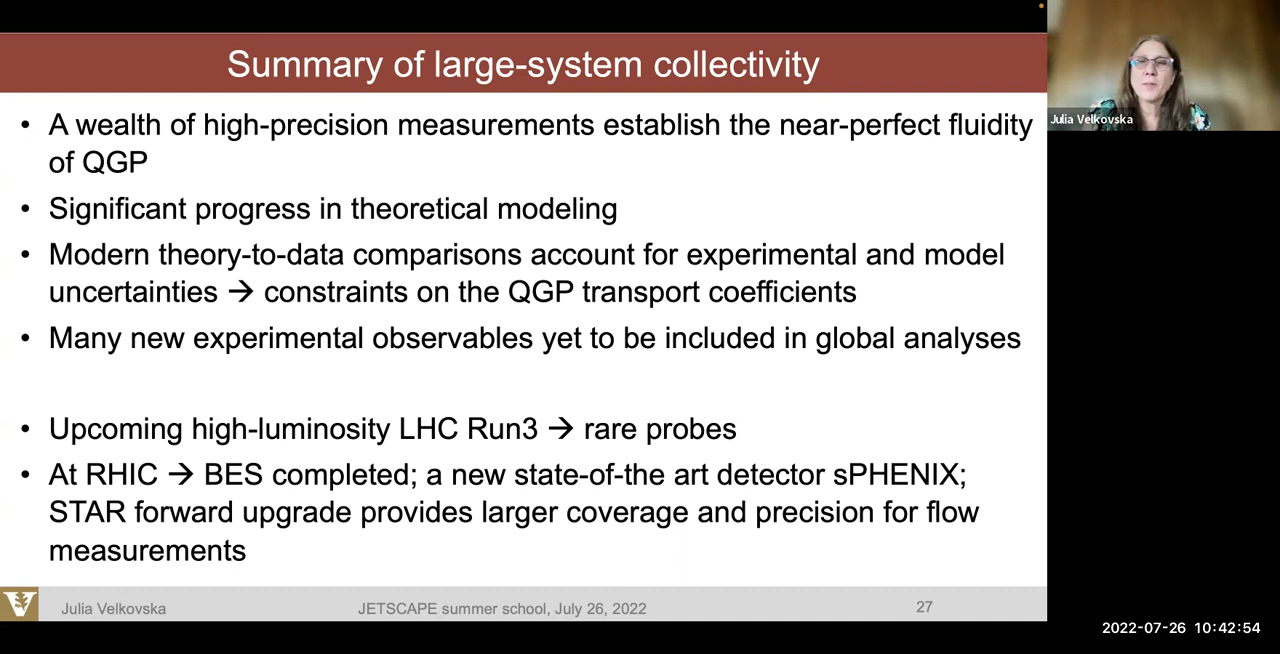 Summary of large-system collectivity
• A wealth of high-precision measurements establish the near-perfect fluidity
of QGP
• Significant progress in theoretical modeling
• Modern theory-to-data comparisons account for experimental and model
uncertainties → constraints on the QGP transport coefficients
• Many new experimental observables yet to be included in global analyses
• Upcoming high-luminosity LHC Run3 → rare probes
• At RHIC → BES completed; a new state-of-the art detector sPHENIX;
STAR forward upgrade provides larger coverage and precision for flow
measurements
V
Julia Velkovska
JETSCAPE summer school, July 26, 2022
27
Julia Velkovska
2022-07-26 10:42:54